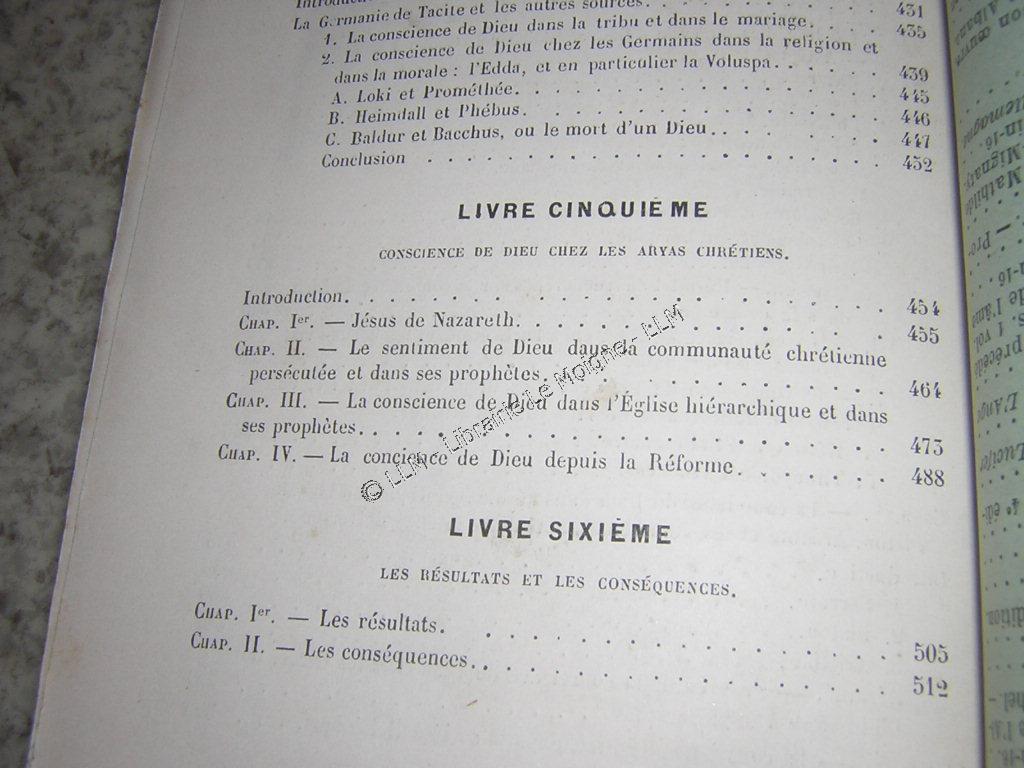 La Germanie de Tacite et les autres sources. 431
1. La conscience de Dieu dans la tribu et dans le mariage. 435
2. La conscience de Dieu chez les Germains dans la religion et
dans la morale : l'Edda, et en particulier la Voluspa. 439
A. Loki et Prométhée. 445
B. Heimdall et Phébus. 446
C. Baldur et Bacchus, ou le mort d'un Dieu. 447
Conclusion 452
LIVRE CINQUIÈME
CONSCIENCE DE DIEU CHEZ LES ARYAS CHRÉTIENS.
Introduction. 454
CHAP. Ier. — Jésus de Nazareth. 455
CHAP. II. — Le sentiment de Dieu dans la communauté chrétienne
persécutée et dans ses prophètes. 464
CHAP. III. — La conscience de Dieu dans l'Église hiérarchique et dans
ses prophètes. 473
CHAP. IV. — La concience de Dieu depuis la Réforme. 488
LIVRE SIXIÈME
LES RÉSULTATS ET LES CONSÉQUENCES.
CHAP. Ier. — Les résultats. 505
CHAP. II. — Les conséquences. 512
© LLM - Librairie Le Moigne - LLM